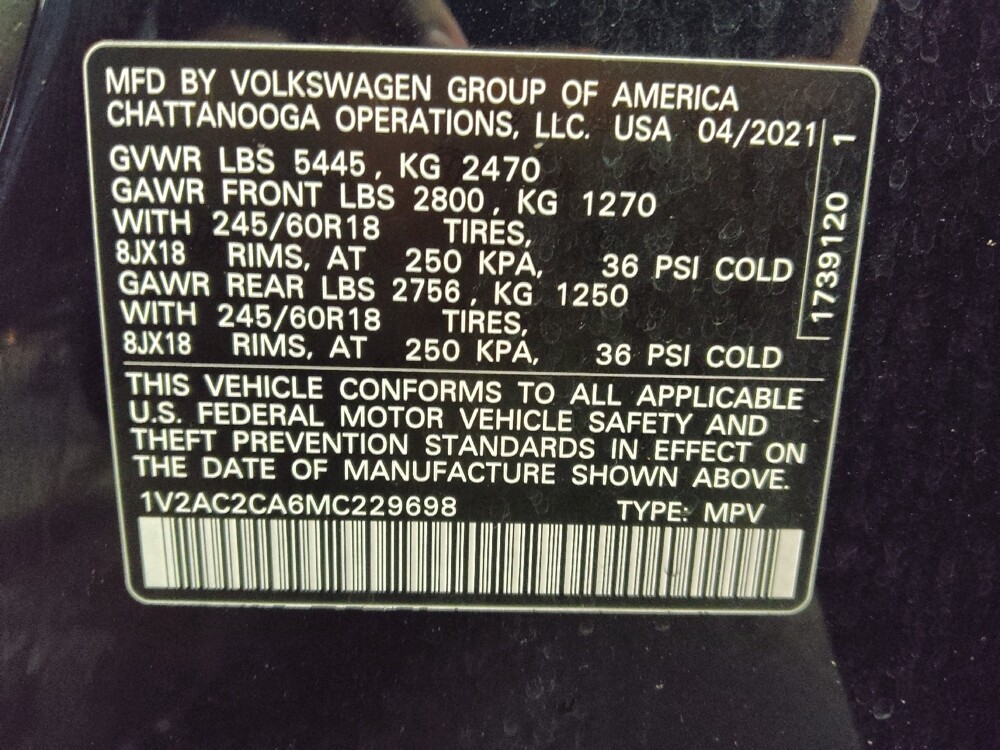 MFD BY VOLKSWAGEN GROUP OF AMERICA
CHATTANOOGA OPERATIONS, LLC. USA 04/2021
GVWR LBS 5445, KG 2470
GAWR FRONT LBS 2800, KG 1270
WITH 245/60R18 TIRES,
8JX18 RIMS, AT 250 KPA, 36 PSI COLD
GAWR REAR LBS 2756, KG 1250
WITH 245/60R18 TIRES,
8JX18 RIMS, AT 250 KPA, 36 PSI COLD
1739120 1
THIS VEHICLE CONFORMS TO ALL APPLICABLE
U.S. FEDERAL MOTOR VEHICLE SAFETY AND
THEFT PREVENTION STANDARDS IN EFFECT ON
THE DATE OF MANUFACTURE SHOWN ABOVE.
1V2AC2CA6MC229698 TYPE: MPV